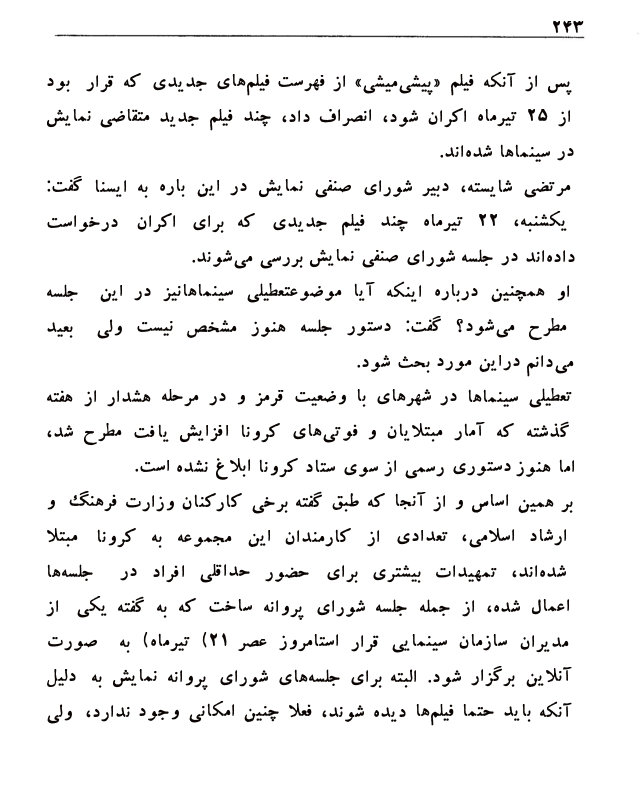 ۲۴۳
پس از آنکه فیلم «پیشی‌میشی» از فهرست فیلم‌های جدیدی که قرار بود
از ۲۵ تیرماه اکران شود، انصراف داد، چند فیلم جدید متقاضی نمایش
در سینماها شده‌اند.
مرتضی شایسته، دبیر شورای صنفی نمایش در این باره به ایسنا گفت:
یکشنبه، ۲۲ تیرماه چند فیلم جدیدی که برای اکران درخواست
داده‌اند در جلسه شورای صنفی نمایش بررسی می‌شوند.
او همچنین درباره اینکه آیا موضوعتعطیلی سینماهانیز در این جلسه
مطرح می‌شود؟ گفت: دستور جلسه هنوز مشخص نیست ولی بعید
می‌دانم دراین مورد بحث شود.
تعطیلی سینماها در شهرهای با وضعیت قرمز و در مرحله هشدار از هفته
گذشته که آمار مبتلایان و فوتی‌های کرونا افزایش یافت مطرح شد،
اما هنوز دستوری رسمی از سوی ستاد کرونا ابلاغ نشده است.
بر همین اساس و از آنجا که طبق گفته برخی کارکنان وزارت فرهنگ و
ارشاد اسلامی، تعدادی از کارمندان این مجموعه به کرونا مبتلا
شده‌اند، تمهیدات بیشتری برای حضور حداقلی افراد در جلسه‌ها
اعمال شده، از جمله جلسه شورای پروانه ساخت که به گفته یکی از
مدیران سازمان سینمایی قرار استامروز عصر ۲۱) تیرماه) به صورت
آنلاین برگزار شود. البته برای جلسه‌های شورای پروانه نمایش به دلیل
آنکه باید حتما فیلم‌ها دیده شوند، فعلا چنین امکانی وجود ندارد، ولی